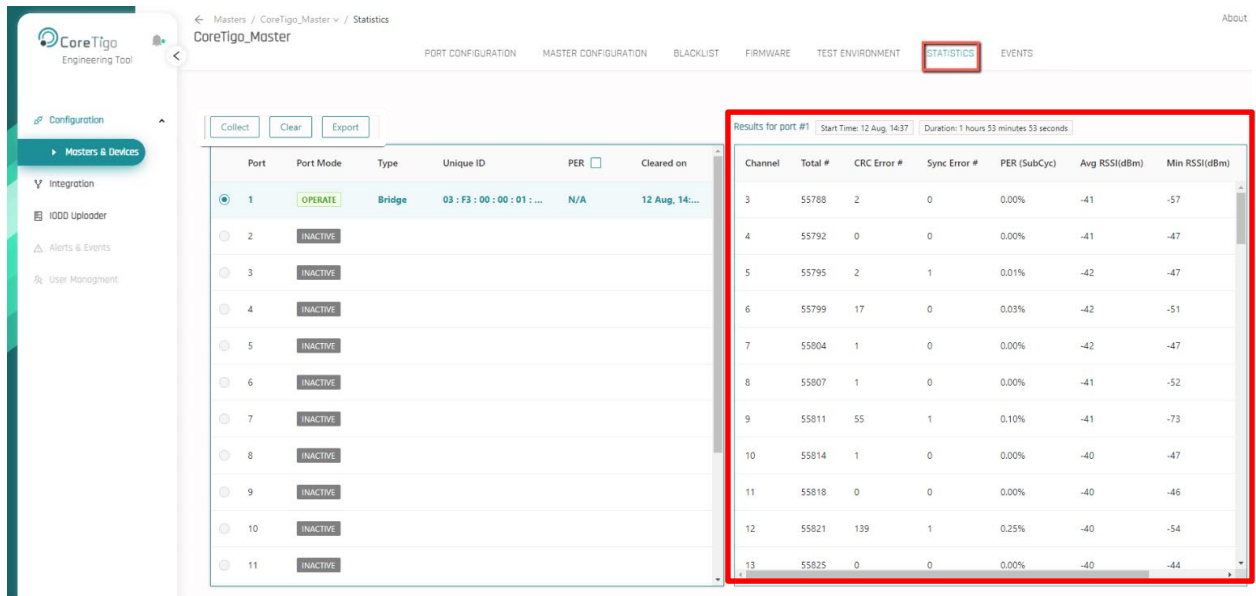 CoreTigo
Engineering Tool
Configuration
Masters & Devices
Integration
IODD Uploader
Alerts & Events
User Managment
Masters / CoreTigo_Master / Statistics
About
CoreTigo_Master
PORT CONFIGURATION MASTER CONFIGURATION BLACKLIST FIRMWARE TEST ENVIRONMENT STATISTICS EVENTS
Collect Clear Export
Port Port Mode Type Unique ID PER Cleared on
1 OPERATE Bridge 03 : F3 : 00 : 00 : 01 : ... N/A 12 Aug, 14:...
2 INACTIVE
3 INACTIVE
4 INACTIVE
5 INACTIVE
6 INACTIVE
7 INACTIVE
8 INACTIVE
9 INACTIVE
10 INACTIVE
11 INACTIVE
Results for port #1 Start Time: 12 Aug, 14:37 Duration: 1 hours 53 minutes 53 seconds
Channel Total # CRC Error # Sync Error # PER (SubCyc) Avg RSSI(dBm) Min RSSI(dBm)
3 55788 2 0 0.00% -41 -57
4 55792 0 0 0.00% -41 -47
5 55795 2 1 0.01% -42 -47
6 55799 17 0 0.03% -42 -51
7 55804 1 0 0.00% -42 -47
8 55807 1 0 0.00% -41 -52
9 55811 55 1 0.10% -41 -73
10 55814 1 0 0.00% -40 -47
11 55818 0 0 0.00% -40 -46
12 55821 139 1 0.25% -40 -54
13 55825 0 0 0.00% -40 -44